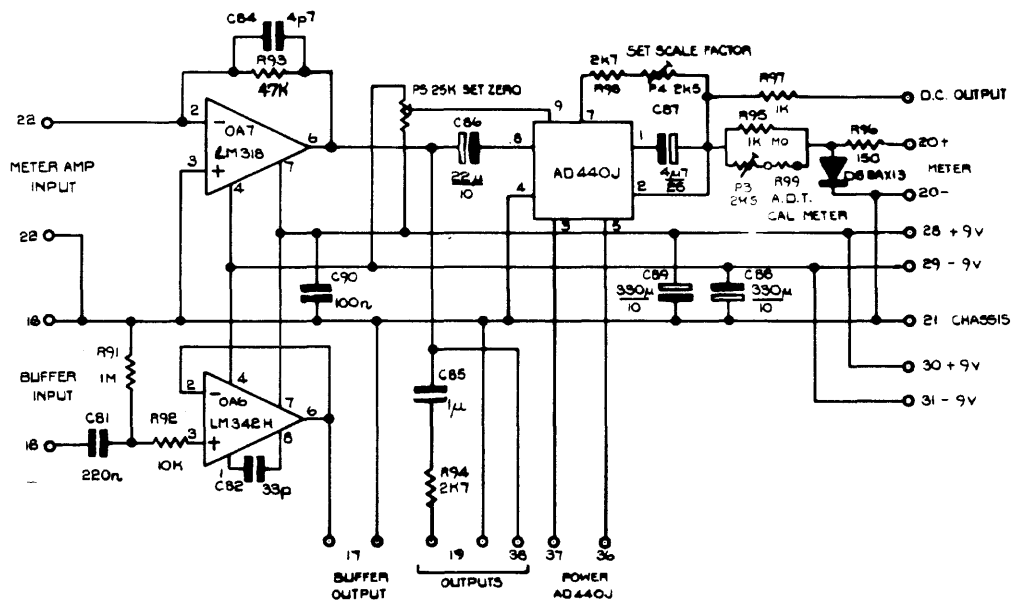 C84
4p7
R93
47K
2
-
OA7
LM318
3
+
6
7
4
22
METER AMP
INPUT
22
18
P5 25K SET ZERO
C86
22μ
10
9
8
AD440J
4
7
1
2
3
5
SET SCALE FACTOR
2K7
R98
P4 2K5
C87
4μ7
25
R97
1K
D.C. OUTPUT
R95
1K MO
R96
150
20+
METER
20-
P3
2K5
R99
A.O.T.
CAL METER
D5 BAX13
28 +9V
29 -9V
C90
100n
C89
330μ
10
C88
330μ
10
21 CHASSIS
30 +9V
31 -9V
R91
1M
BUFFER
INPUT
C81
220n
18
R92
10K
2
-
OA6
LM342H
3
+
4
7
6
8
1
C82
33p
C85
1μ
R94
2K7
17
BUFFER
OUTPUT
19
38
OUTPUTS
37
36
POWER
AD440J